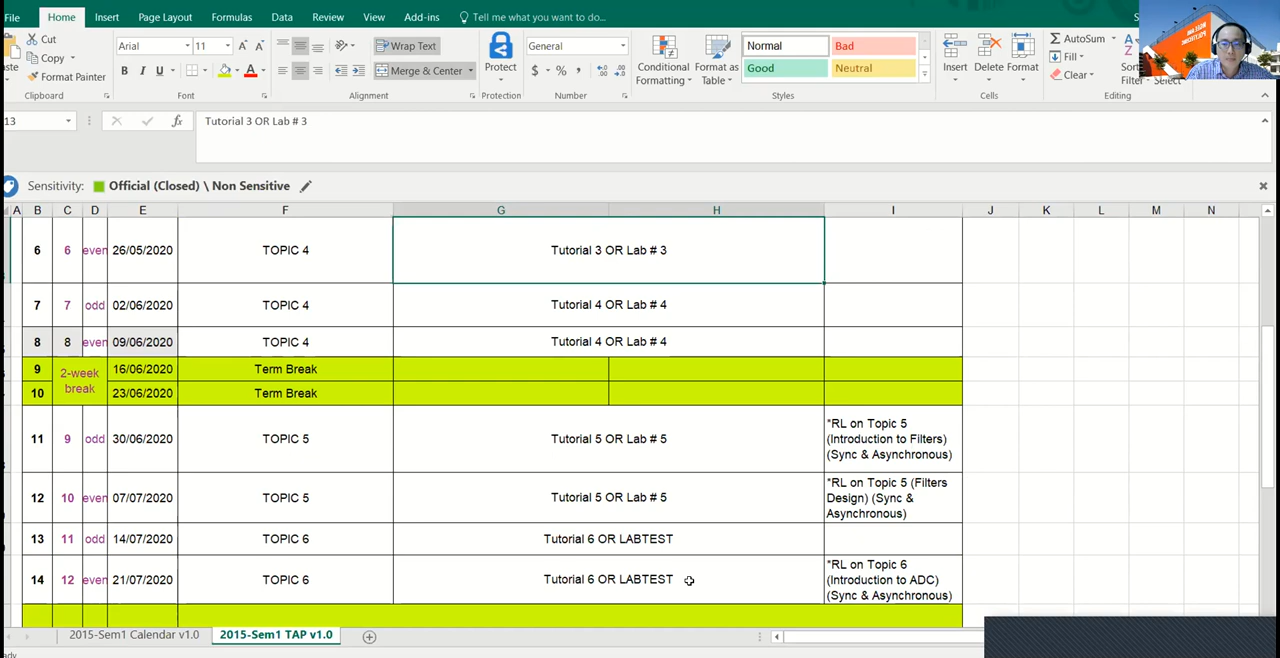 File Home Insert Page Layout Formulas Data Review View Add-ins Tell me what you want to do...
Cut
Copy
Format Painter
Clipboard
Arial 11
B I U
Font
Wrap Text
Merge & Center
Alignment
Protect
Protection
General
$ % ,
Number
Conditional Formatting
Format as Table
Normal Bad
Good Neutral
Styles
Insert Delete Format
Cells
AutoSum
Fill
Clear
Editing
13 fx Tutorial 3 OR Lab # 3
Sensitivity: Official (Closed) \ Non Sensitive
A B C D E F G H I J K L M N
6 6 even 26/05/2020 TOPIC 4 Tutorial 3 OR Lab # 3
7 7 odd 02/06/2020 TOPIC 4 Tutorial 4 OR Lab # 4
8 8 even 09/06/2020 TOPIC 4 Tutorial 4 OR Lab # 4
9 2-week break 16/06/2020 Term Break
10 23/06/2020 Term Break
11 9 odd 30/06/2020 TOPIC 5 Tutorial 5 OR Lab # 5 *RL on Topic 5
(Introduction to Filters)
(Sync & Asynchronous)
12 10 even 07/07/2020 TOPIC 5 Tutorial 5 OR Lab # 5 *RL on Topic 5 (Filters
Design) (Sync &
Asynchronous)
13 11 odd 14/07/2020 TOPIC 6 Tutorial 6 OR LABTEST
14 12 even 21/07/2020 TOPIC 6 Tutorial 6 OR LABTEST *RL on Topic 6
(Introduction to ADC)
(Sync & Asynchronous)
2015-Sem1 Calendar v1.0 2015-Sem1 TAP v1.0